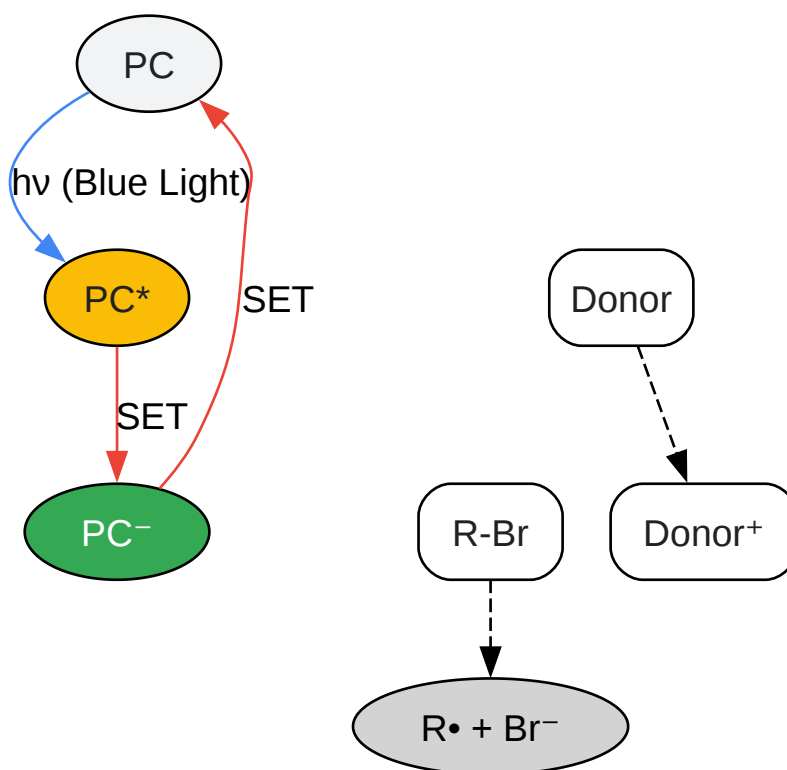 PC
hν (Blue Light)
PC*
SET
Donor
SET
PC⁻
R-Br
Donor⁺
R• + Br⁻